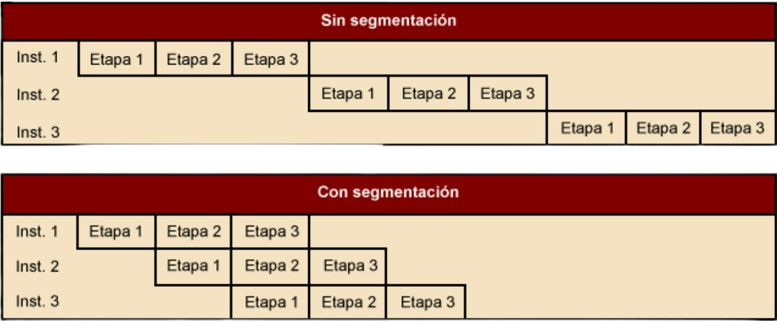 Sin segmentación
Inst. 1 Etapa 1 Etapa 2 Etapa 3
Inst. 2 Etapa 1 Etapa 2 Etapa 3
Inst. 3 Etapa 1 Etapa 2 Etapa 3
Con segmentación
Inst. 1 Etapa 1 Etapa 2 Etapa 3
Inst. 2 Etapa 1 Etapa 2 Etapa 3
Inst. 3 Etapa 1 Etapa 2 Etapa 3